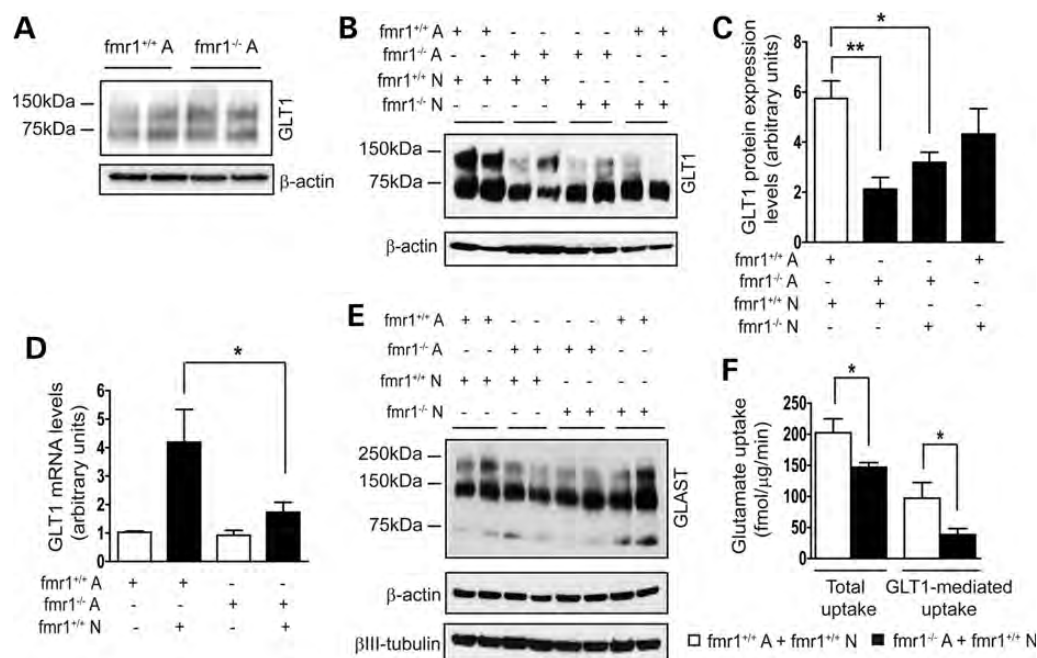 A
fmr1+/+ A fmr1-/- A
150kDa
75kDa
GLT1
β-actin
B
fmr1+/+ A + + - - - - + +
fmr1-/- A - - + + + + - -
fmr1+/+ N + + + + - - - -
fmr1-/- N - - - - + + + +
150kDa
75kDa
GLT1
β-actin
C
GLT1 protein expression
levels (arbitrary units)
8
6
4
2
0
*
**
fmr1+/+ A + - - +
fmr1-/- A - + + -
fmr1+/+ N + + - -
fmr1-/- N - - + +
D
GLT1 mRNA levels
(arbitrary units)
6
5
4
3
2
1
0
*
fmr1+/+ A + + - -
fmr1-/- A - - + +
fmr1+/+ N - + - +
E
fmr1+/+ A + + - - - - + +
fmr1-/- A - - + + + + - -
fmr1+/+ N + + + + - - - -
fmr1-/- N - - - - + + + +
250kDa
150kDa
75kDa
GLAST
β-actin
βIII-tubulin
F
Glutamate uptake
(fmol/μg/min)
250
200
150
100
50
0
*
*
Total
uptake
GLT1-mediated
uptake
fmr1+/+ A + fmr1+/+ N fmr1-/- A + fmr1+/+ N